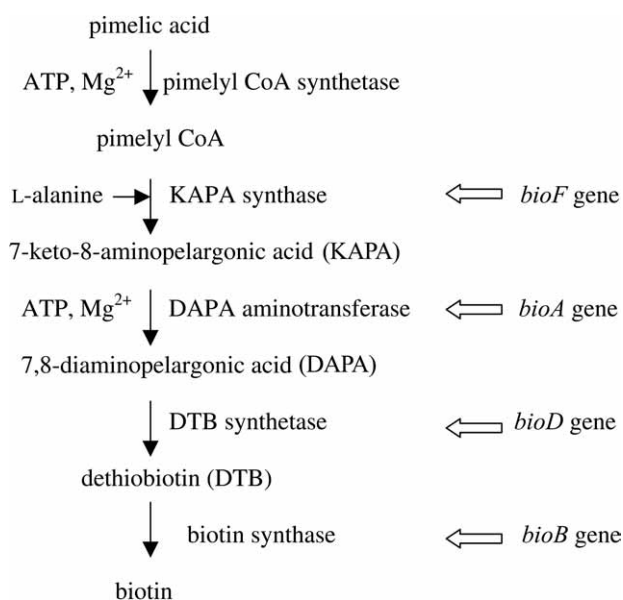 pimelic acid
ATP, Mg2+ pimelyl CoA synthetase
pimelyl CoA
L-alanine KAPA synthase bioF gene
7-keto-8-aminopelargonic acid (KAPA)
ATP, Mg2+ DAPA aminotransferase bioA gene
7,8-diaminopelargonic acid (DAPA)
DTB synthetase bioD gene
dethiobiotin (DTB)
biotin synthase bioB gene
biotin